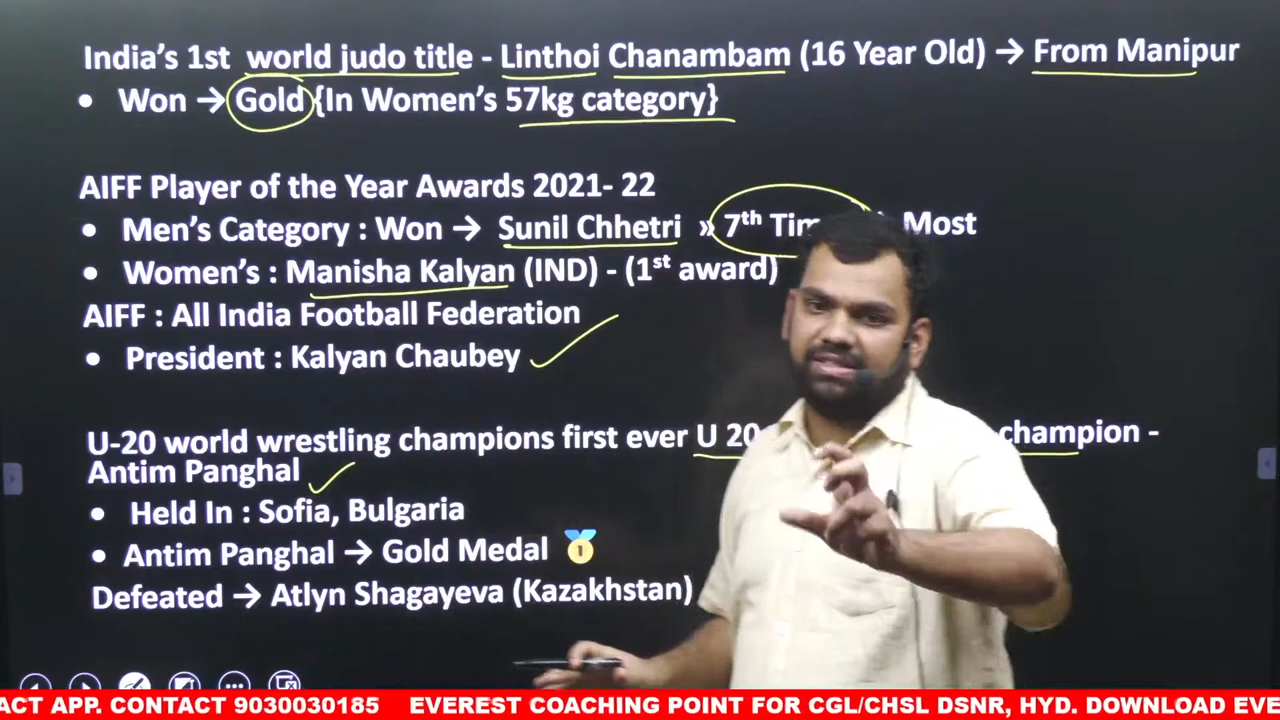 India's 1st world judo title - Linthoi Chanambam (16 Year Old) → From Manipur
• Won → Gold {In Women's 57kg category}
AIFF Player of the Year Awards 2021- 22
• Men's Category : Won → Sunil Chhetri » 7th Most
• Women's : Manisha Kalyan (IND) - (1st award)
AIFF : All India Football Federation
• President : Kalyan Chaubey
U-20 world wrestling champions first ever U 20 champion -
Antim Panghal
• Held In : Sofia, Bulgaria
• Antim Panghal → Gold Medal 🥇
Defeated → Atlyn Shagayeva (Kazakhstan)
ACT APP. CONTACT 9030030185 EVEREST COACHING POINT FOR CGL/CHSL DSNR, HYD. DOWNLOAD EVE